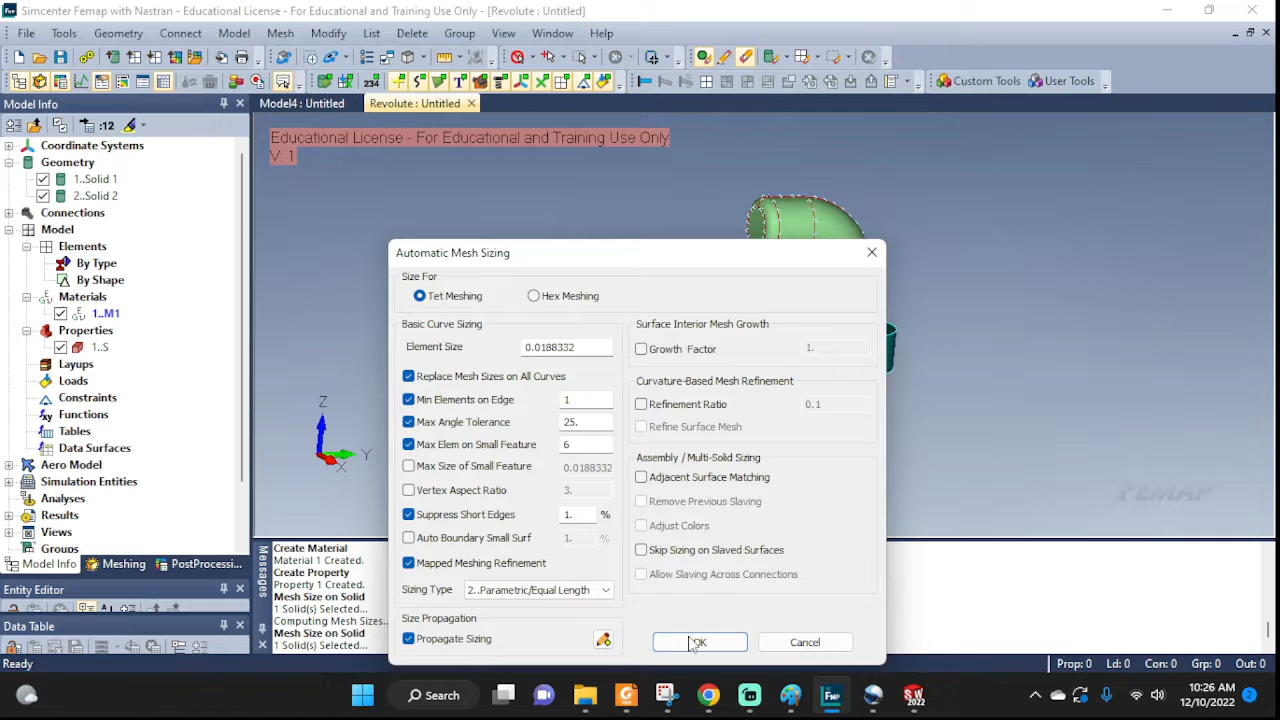 Simcenter Femap with Nastran - Educational License - For Educational and Training Use Only - [Revolute : Untitled]
File Tools Geometry Connect Model Mesh Modify List Delete Group View Window Help
234
Custom Tools User Tools
Model Info
Model4 : Untitled
Revolute : Untitled
:12
Educational License - For Educational and Training Use Only
V: 1
Coordinate Systems
Geometry
1..Solid 1
2..Solid 2
Connections
Model
Elements
By Type
By Shape
Materials
1..M1
Properties
1..S
Layups
Loads
Constraints
Functions
Tables
Data Surfaces
Aero Model
Simulation Entities
Analyses
Results
Views
Groups
Model Info Meshing PostProcessi...
Entity Editor
Data Table
Ready
Z
Y
X
FEMAP
Automatic Mesh Sizing
Size For
Tet Meshing
Hex Meshing
Basic Curve Sizing
Element Size 0.0188332
Replace Mesh Sizes on All Curves
Min Elements on Edge 1
Max Angle Tolerance 25.
Max Elem on Small Feature 6
Max Size of Small Feature 0.0188332
Vertex Aspect Ratio 3.
Suppress Short Edges 1. %
Auto Boundary Small Surf 1. %
Mapped Meshing Refinement
Sizing Type 2..Parametric/Equal Length
Size Propagation
Propagate Sizing
Surface Interior Mesh Growth
Growth Factor 1.
Curvature-Based Mesh Refinement
Refinement Ratio 0.1
Refine Surface Mesh
Assembly / Multi-Solid Sizing
Adjacent Surface Matching
Remove Previous Slaving
Adjust Colors
Skip Sizing on Slaved Surfaces
Allow Slaving Across Connections
OK
Cancel
Messages
Create Material
Material 1 Created.
Create Property
Property 1 Created.
Mesh Size on Solid
1 Solid(s) Selected...
Computing Mesh Sizes
Mesh Size on Solid
1 Solid(s) Selected...
Prop: 0 Ld: 0 Con: 0 Grp: 0 Out: 0
Search
FMP
SW
2022
10:26 AM
12/10/2022
2